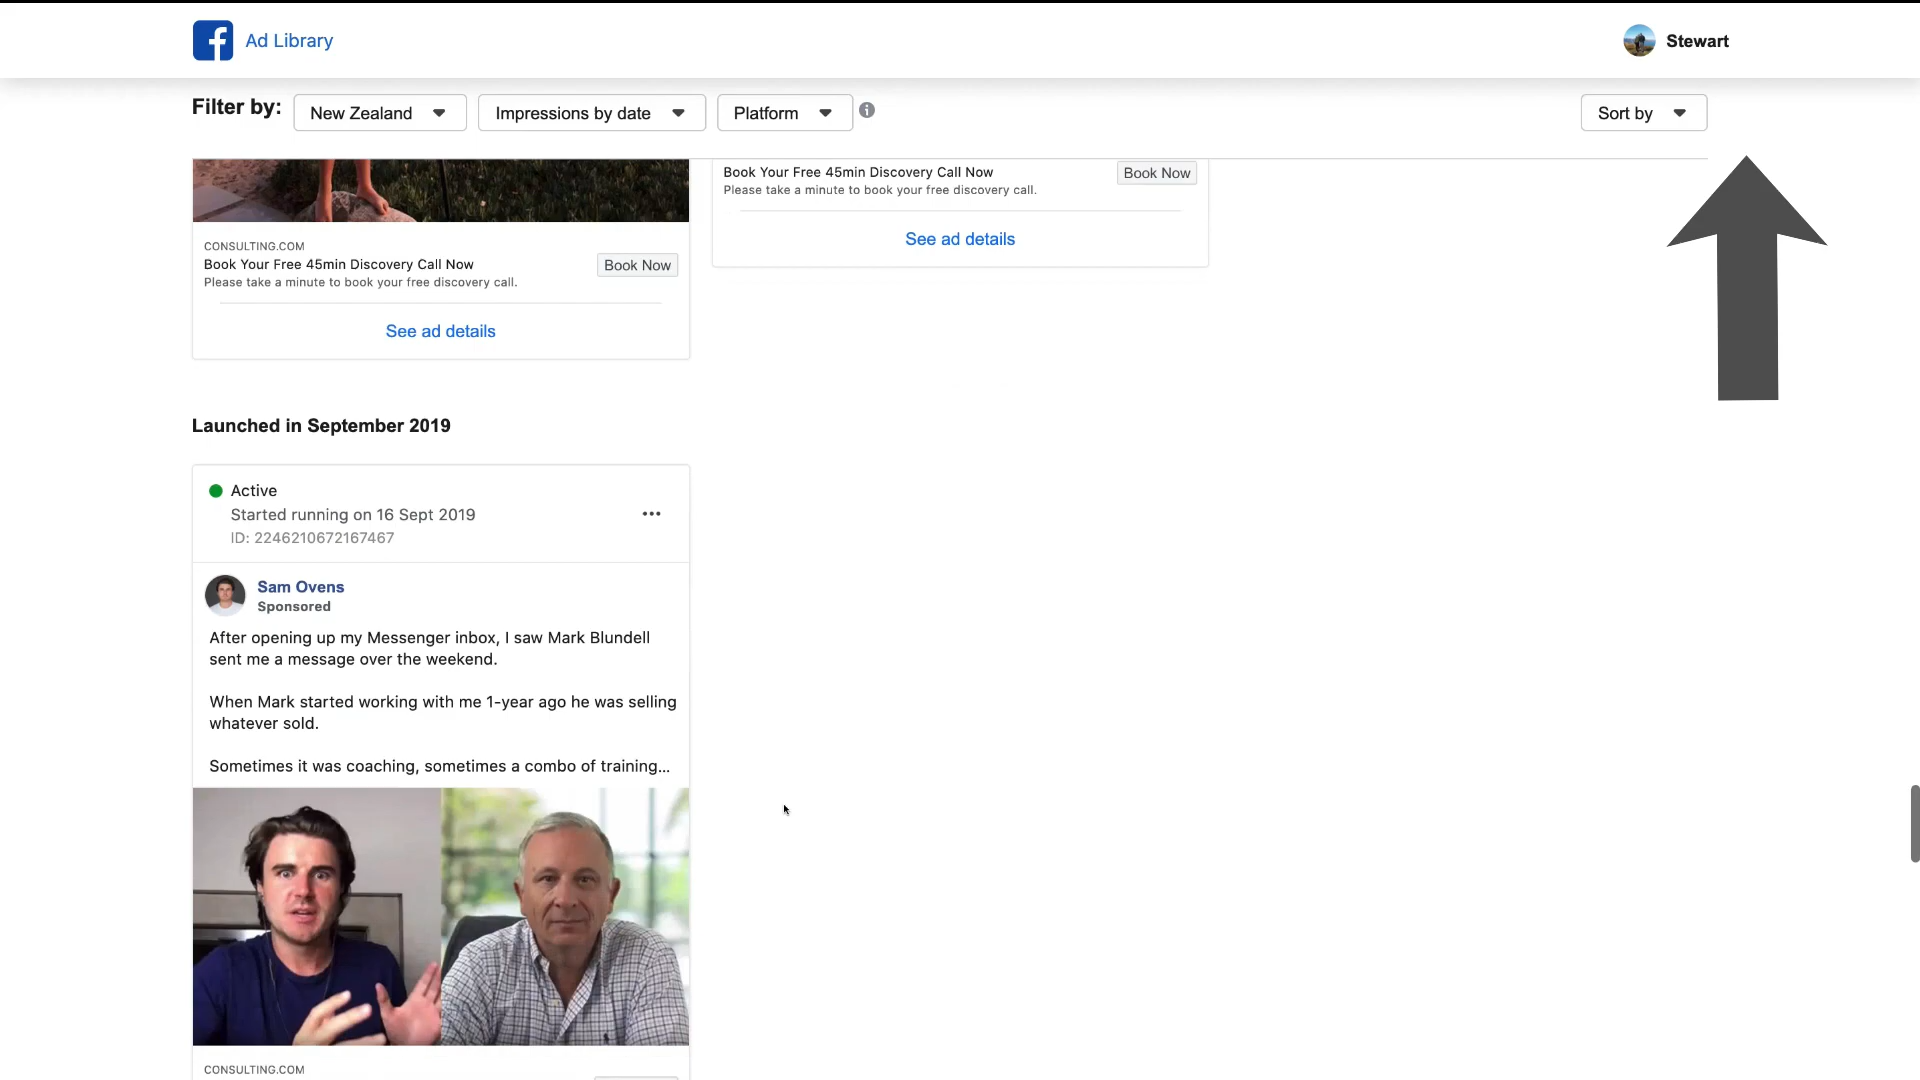 Ad Library
Stewart
Filter by:
New Zealand
Impressions by date
Platform
Sort by
CONSULTING.COM
Book Your Free 45min Discovery Call Now
Please take a minute to book your free discovery call.
Book Now
See ad details
Book Your Free 45min Discovery Call Now
Please take a minute to book your free discovery call.
Book Now
See ad details
Launched in September 2019
Active
Started running on 16 Sept 2019
ID: 2246210672167467
Sam Ovens
Sponsored
After opening up my Messenger inbox, I saw Mark Blundell
sent me a message over the weekend.
When Mark started working with me 1-year ago he was selling
whatever sold.
Sometimes it was coaching, sometimes a combo of training...
CONSULTING.COM